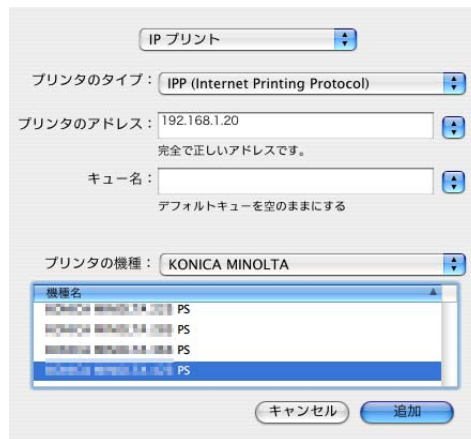 IP プリント
プリンタのタイプ： IPP (Internet Printing Protocol)
プリンタのアドレス： 192.168.1.20
完全で正しいアドレスです。
キュー名：
デフォルトキューを空のままにする
プリンタの機種： KONICA MINOLTA
機種名
PS
PS
PS
PS
キャンセル 追加